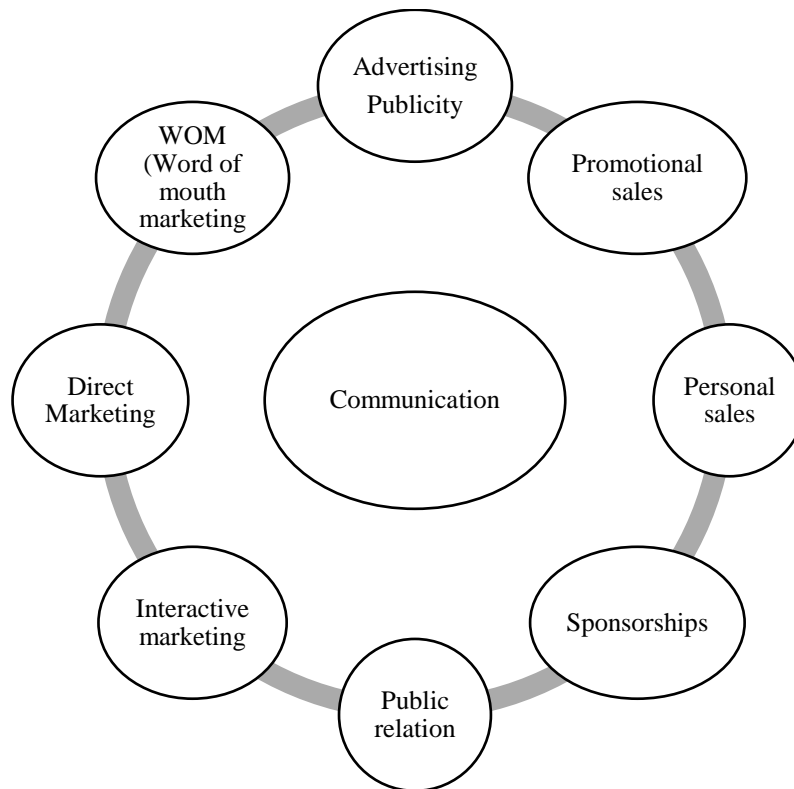 Advertising
Publicity
WOM
(Word of
mouth
marketing
Promotional
sales
Direct
Marketing
Communication
Personal
sales
Interactive
marketing
Sponsorships
Public
relation